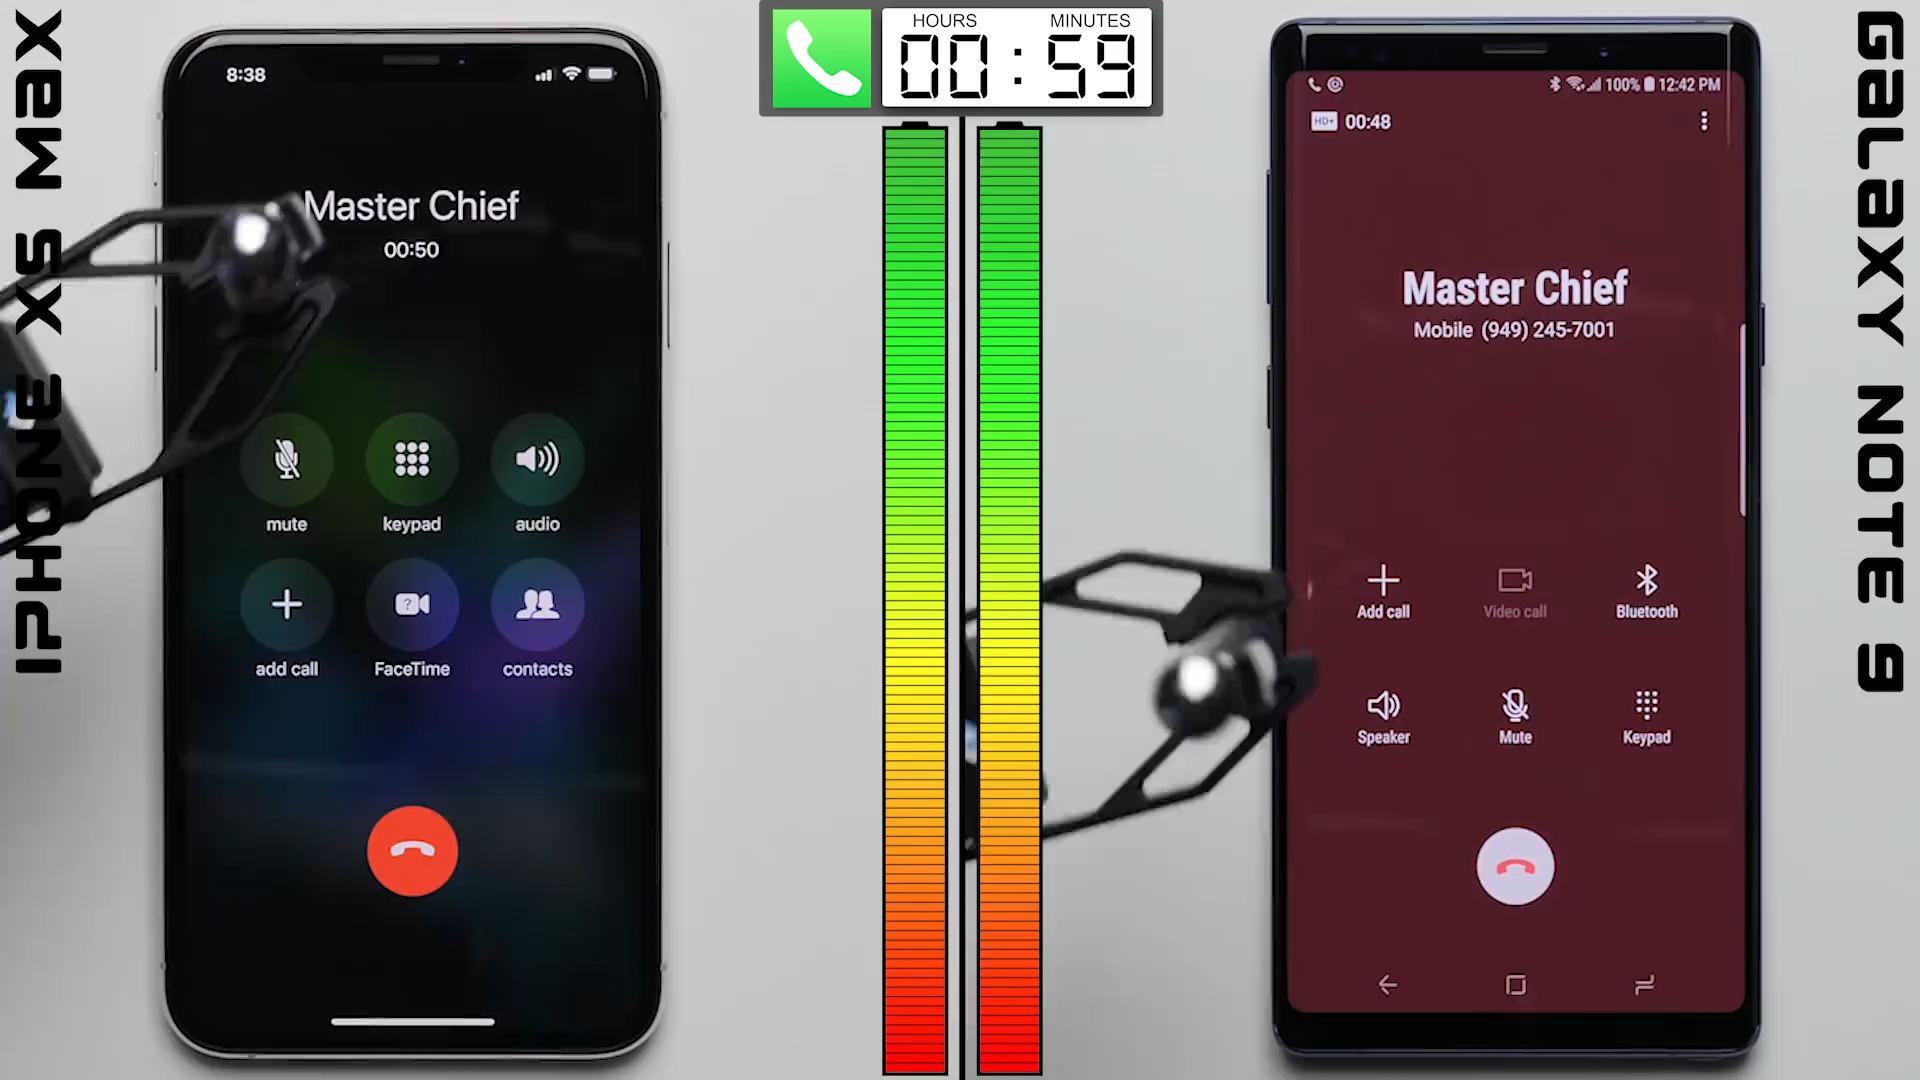 IPHONE XS MAX
8:38
Master Chief
00:50
mute
keypad
audio
add call
?
FaceTime
contacts
HOURS
MINUTES
00:59
100%
12:42 PM
HD+
00:48
Master Chief
Mobile (949) 245-7001
Add call
Video call
Bluetooth
Speaker
Mute
Keypad
GALAXY NOTE 9